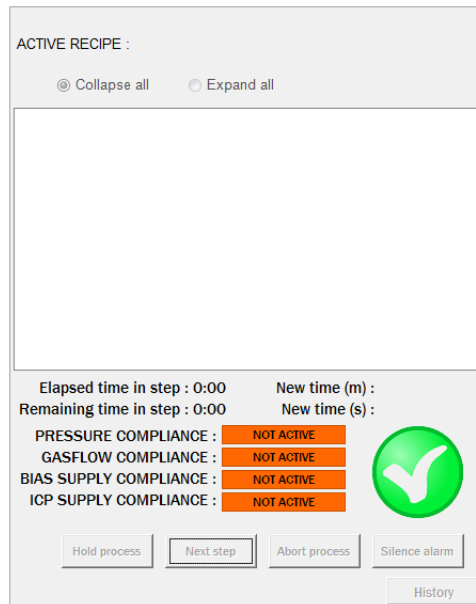 ACTIVE RECIPE :
Collapse all Expand all
Elapsed time in step : 0:00 New time (m) :
Remaining time in step : 0:00 New time (s) :
PRESSURE COMPLIANCE : NOT ACTIVE
GASFLOW COMPLIANCE : NOT ACTIVE
BIAS SUPPLY COMPLIANCE : NOT ACTIVE
ICP SUPPLY COMPLIANCE : NOT ACTIVE
Hold process Next step Abort process Silence alarm
History